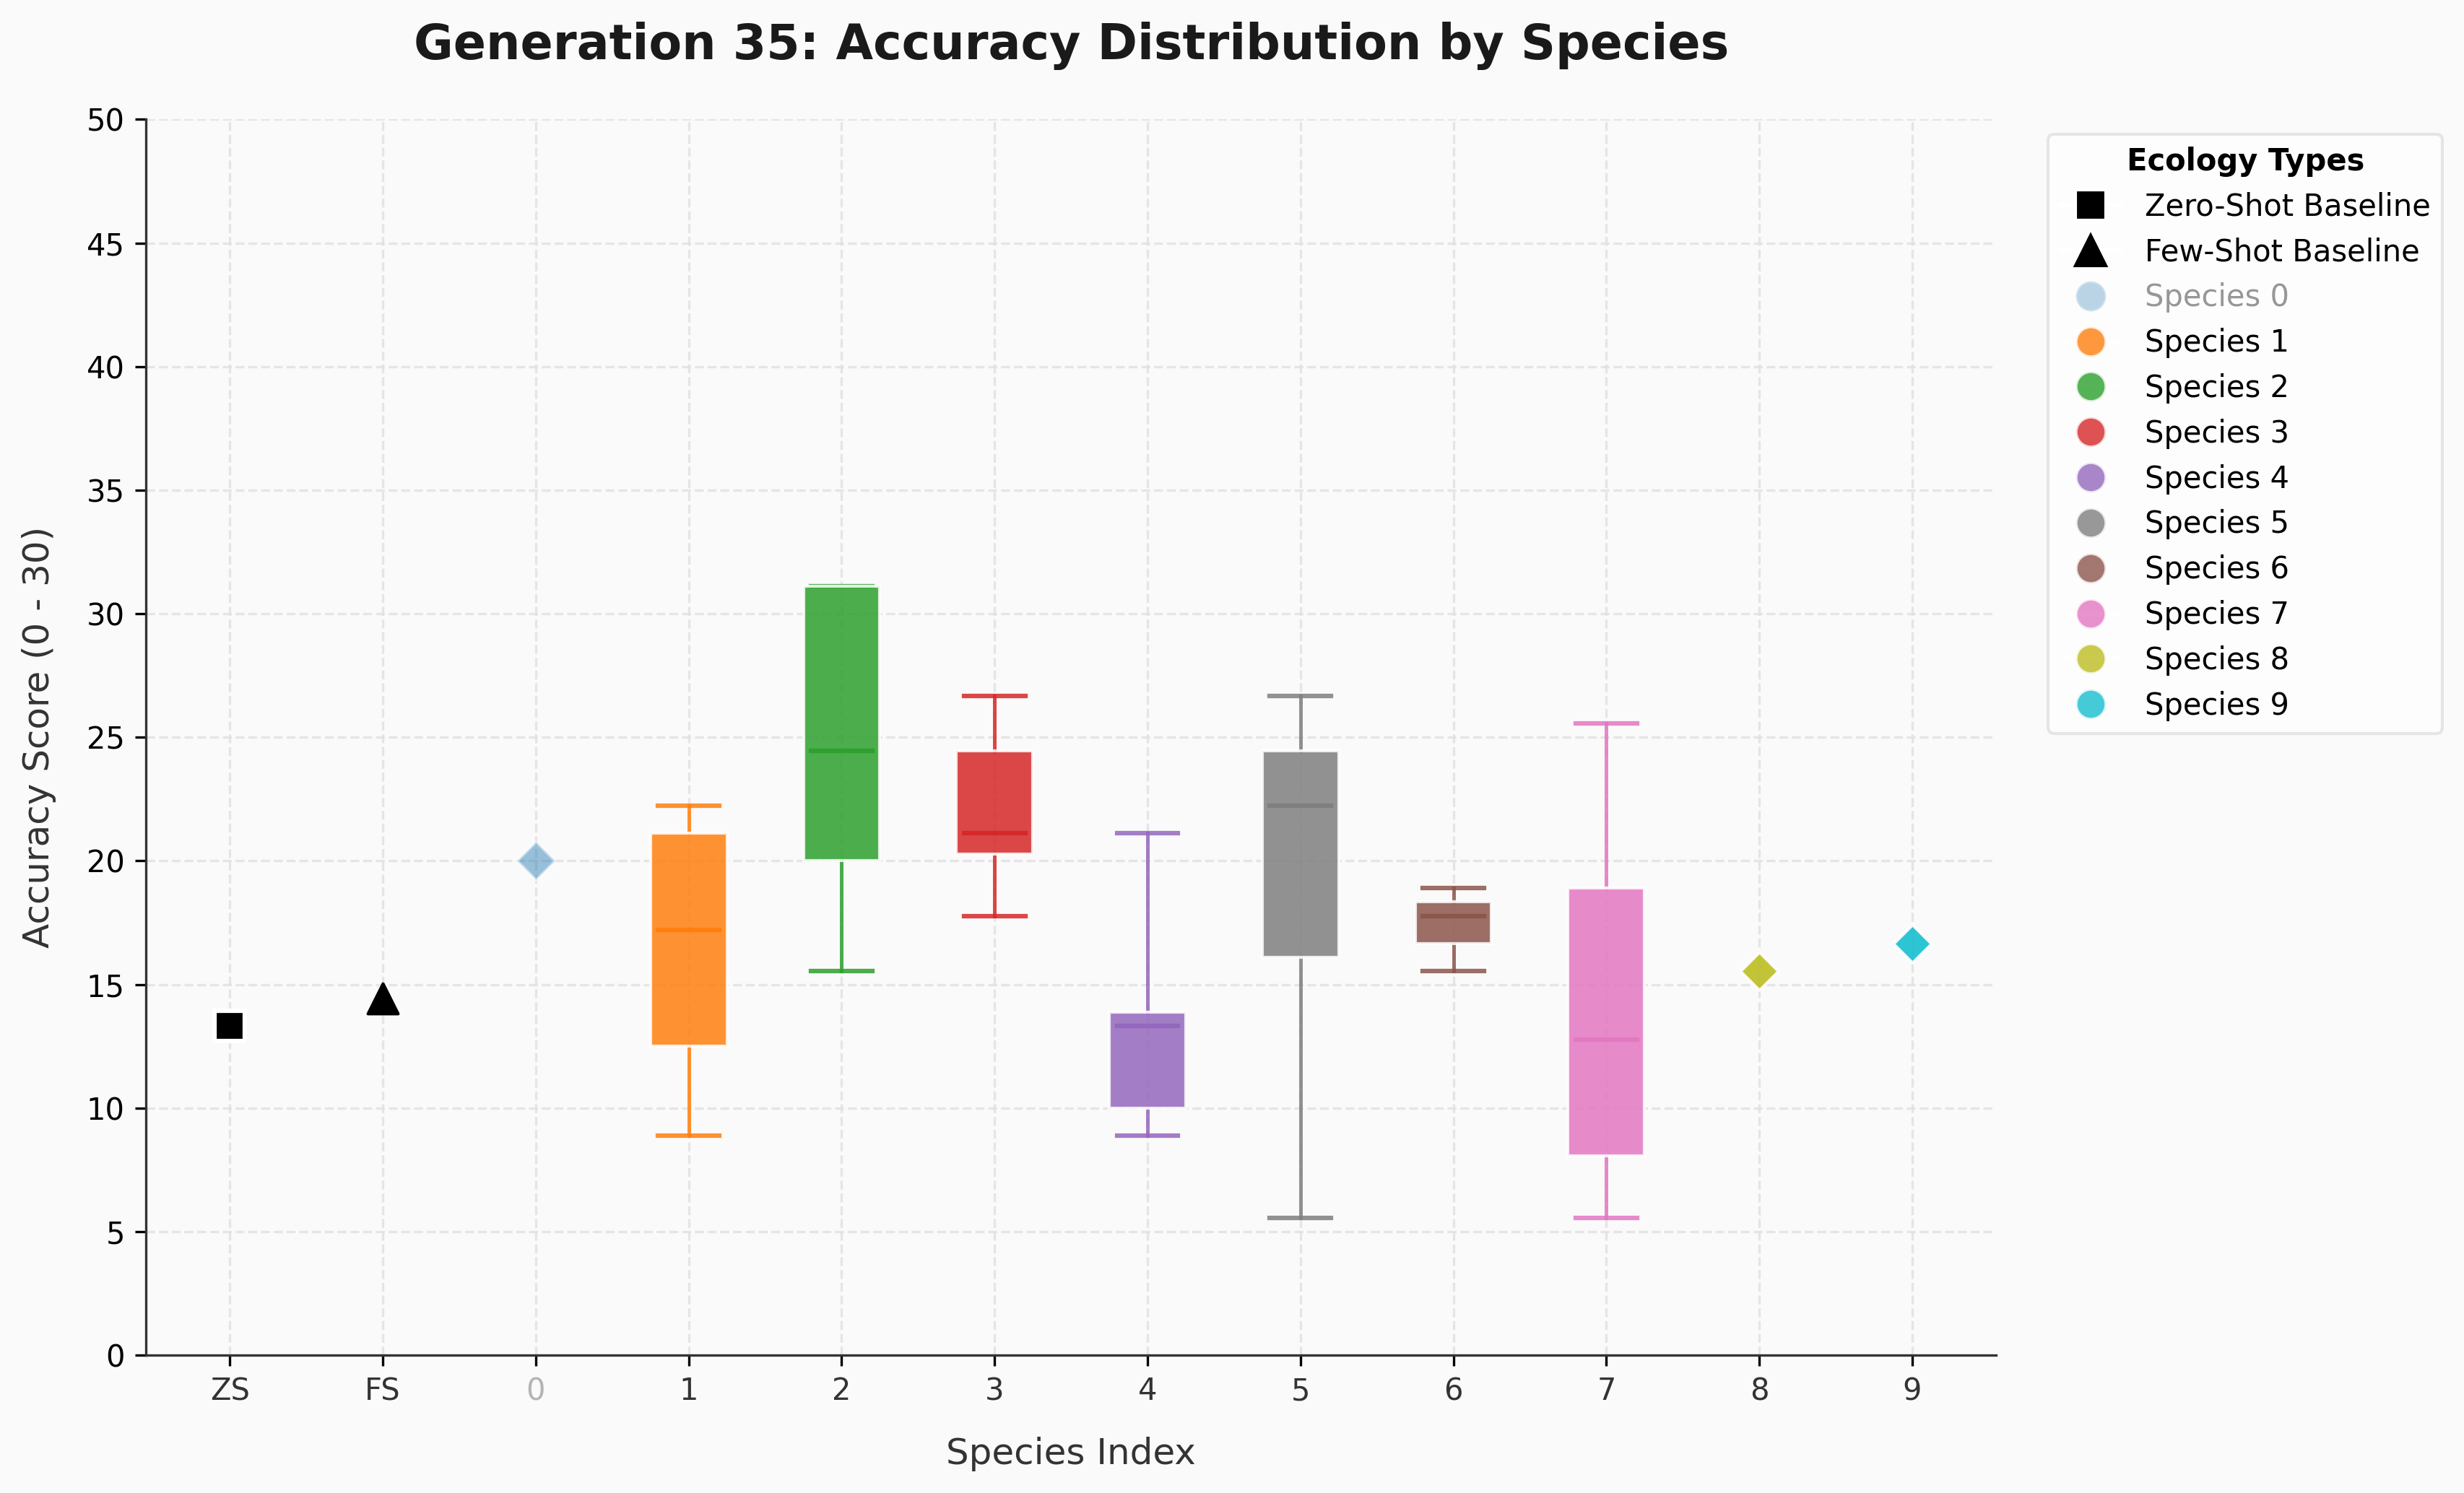 Generation 35: Accuracy Distribution by Species
50
45
40
35
30
25
20
15
10
5
0
Accuracy Score (0 - 30)
ZS FS 0 1 2 3 4 5 6 7 8 9
Species Index
Ecology Types
Zero-Shot Baseline
Few-Shot Baseline
Species 0
Species 1
Species 2
Species 3
Species 4
Species 5
Species 6
Species 7
Species 8
Species 9